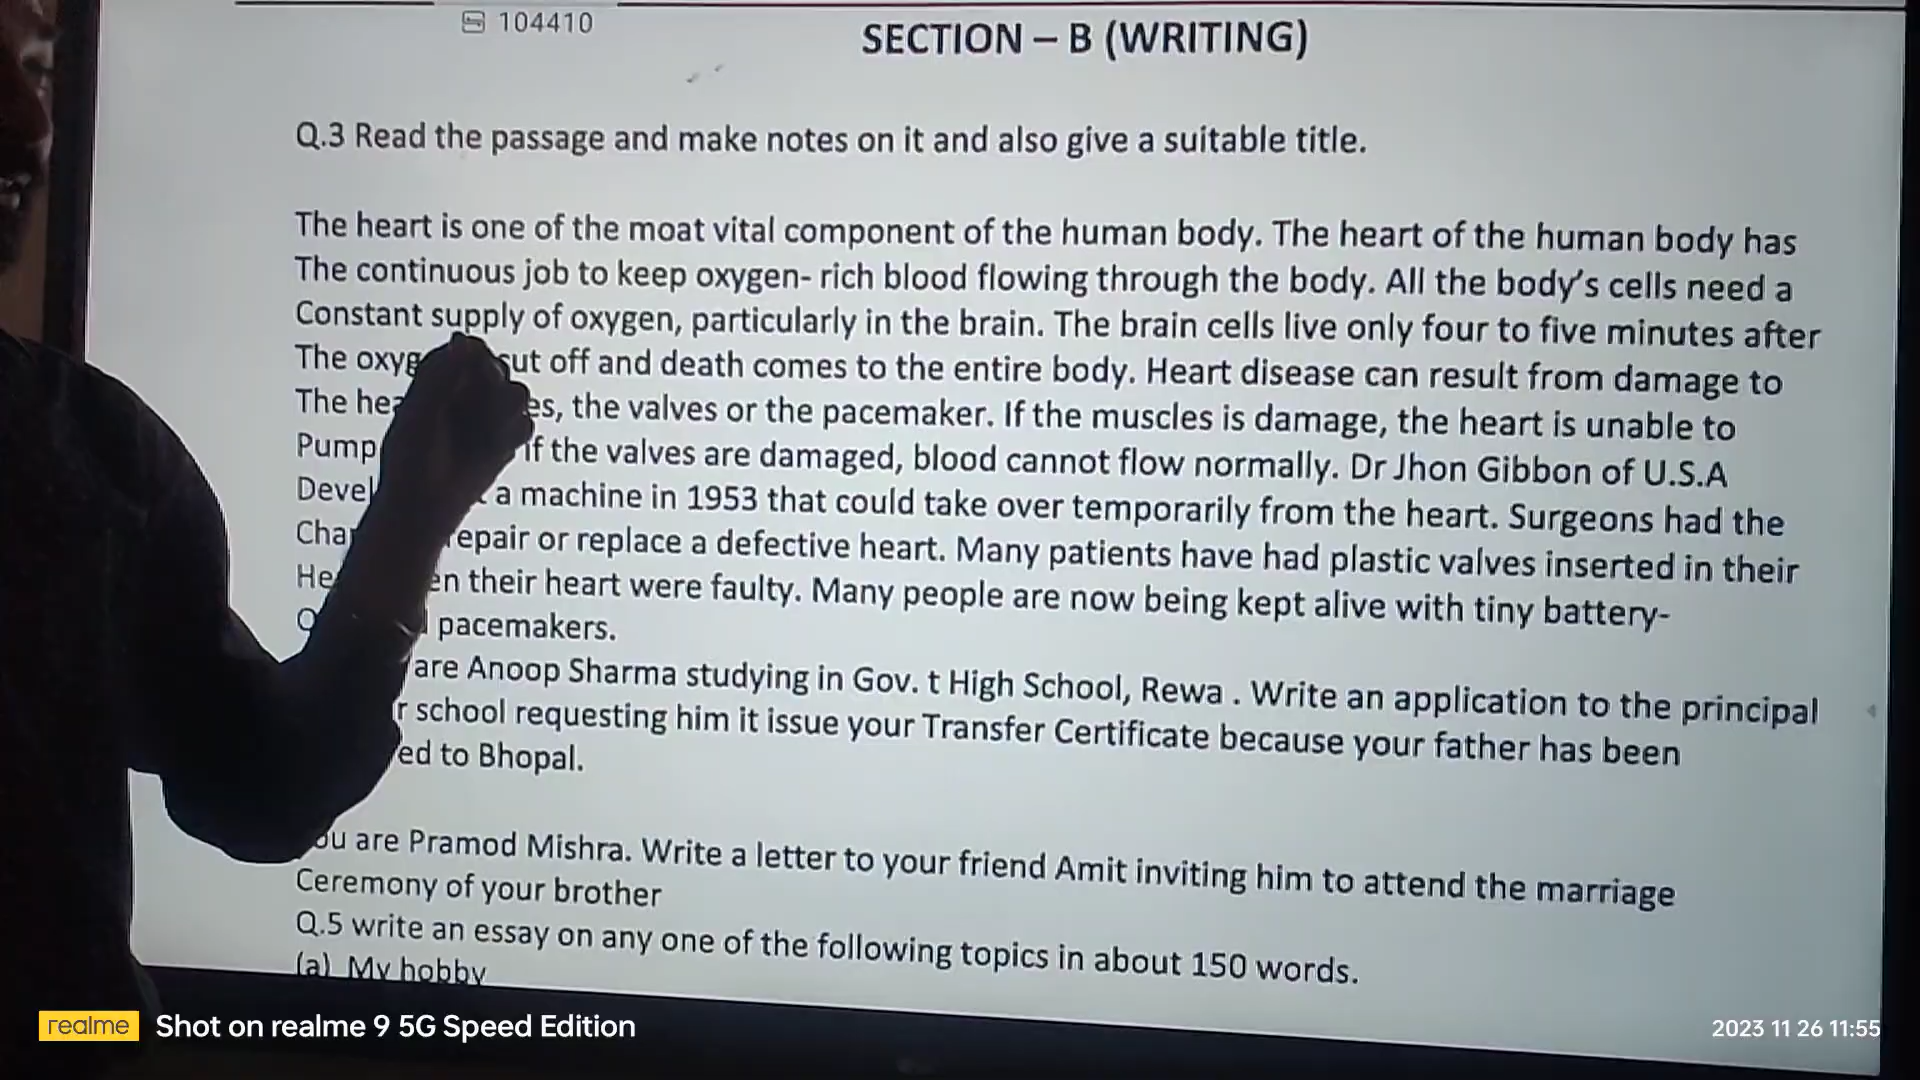 104410
SECTION – B (WRITING)
Q.3 Read the passage and make notes on it and also give a suitable title.
The heart is one of the moat vital component of the human body. The heart of the human body has
The continuous job to keep oxygen- rich blood flowing through the body. All the body's cells need a
Constant supply of oxygen, particularly in the brain. The brain cells live only four to five minutes after
The off and death comes to the entire body. Heart disease can result from damage to
The the valves or the pacemaker. If the muscles is damage, the heart is unable to
Pump if the valves are damaged, blood cannot flow normally. Dr Jhon Gibbon of U.S.A
a machine in 1953 that could take over temporarily from the heart. Surgeons had the
repair or replace a defective heart. Many patients have had plastic valves inserted in their
their heart were faulty. Many people are now being kept alive with tiny battery-
pacemakers.
are Anoop Sharma studying in Gov. t High School, Rewa . Write an application to the principal
school requesting him it issue your Transfer Certificate because your father has been
to Bhopal.
You are Pramod Mishra. Write a letter to your friend Amit inviting him to attend the marriage
Ceremony of your brother
Q.5 write an essay on any one of the following topics in about 150 words.
(a) My hobby
realme Shot on realme 9 5G Speed Edition
2023 11 26 11:55